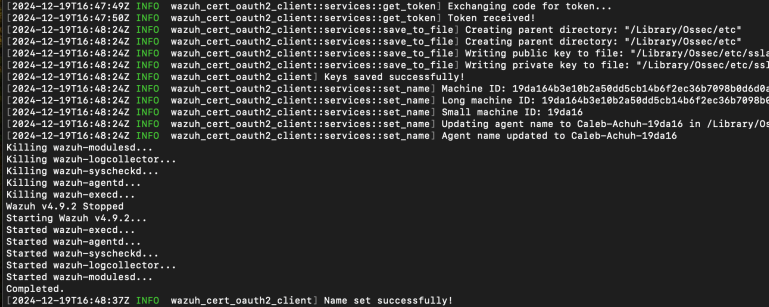 [2024-12-19T16:47:49Z INFO  wazuh_cert_oauth2_client::services::get_token] Exchanging code for token...
[2024-12-19T16:47:50Z INFO  wazuh_cert_oauth2_client::services::get_token] Token received!
[2024-12-19T16:48:24Z INFO  wazuh_cert_oauth2_client::services::save_to_file] Creating parent directory: "/Library/Ossec/etc"
[2024-12-19T16:48:24Z INFO  wazuh_cert_oauth2_client::services::save_to_file] Creating parent directory: "/Library/Ossec/etc"
[2024-12-19T16:48:24Z INFO  wazuh_cert_oauth2_client::services::save_to_file] Writing public key to file: "/Library/Ossec/etc/ssla
[2024-12-19T16:48:24Z INFO  wazuh_cert_oauth2_client::services::save_to_file] Writing private key to file: "/Library/Ossec/etc/ssl
[2024-12-19T16:48:24Z INFO  wazuh_cert_oauth2_client] Keys saved successfully!
[2024-12-19T16:48:24Z INFO  wazuh_cert_oauth2_client::services::set_name] Machine ID: 19da164b3e10b2a50dd5cb14b6f2ec36b7098b0d6d0a
[2024-12-19T16:48:24Z INFO  wazuh_cert_oauth2_client::services::set_name] Long machine ID: 19da164b3e10b2a50dd5cb14b6f2ec36b7098b0
[2024-12-19T16:48:24Z INFO  wazuh_cert_oauth2_client::services::set_name] Small machine ID: 19da16
[2024-12-19T16:48:24Z INFO  wazuh_cert_oauth2_client::services::set_name] Updating agent name to Caleb-Achuh-19da16 in /Library/Os
[2024-12-19T16:48:24Z INFO  wazuh_cert_oauth2_client::services::set_name] Agent name updated to Caleb-Achuh-19da16
Killing wazuh-modulesd...
Killing wazuh-logcollector...
Killing wazuh-syscheckd...
Killing wazuh-agentd...
Killing wazuh-execd...
Wazuh v4.9.2 Stopped
Starting Wazuh v4.9.2...
Started wazuh-execd...
Started wazuh-agentd...
Started wazuh-syscheckd...
Started wazuh-logcollector...
Started wazuh-modulesd...
Completed.
[2024-12-19T16:48:37Z INFO  wazuh_cert_oauth2_client] Name set successfully!